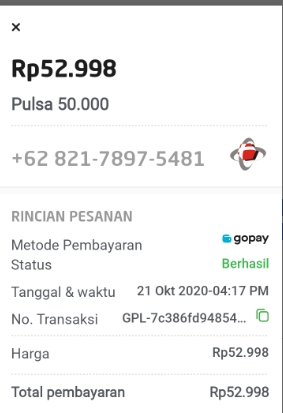 ×
Rp52.998
Pulsa 50.000
+62 821-7897-5481
RINCIAN PESANAN
Metode Pembayaran gopay
Status Berhasil
Tanggal & waktu 21 Okt 2020-04:17 PM
No. Transaksi GPL-7c386fd94854...
Harga Rp52.998
Total pembayaran Rp52.998